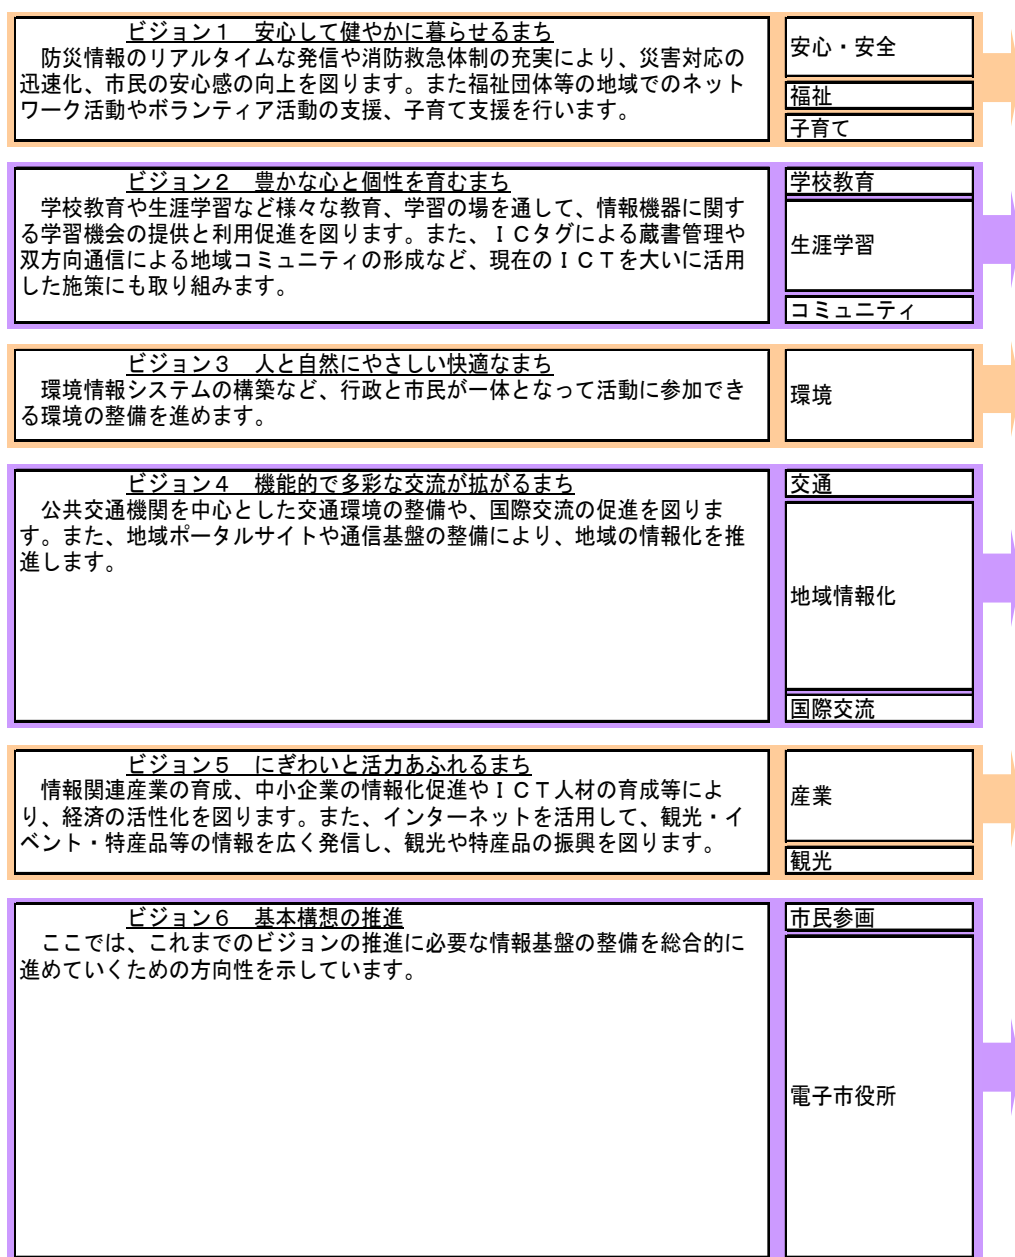 ビジョン１　安心して健やかに暮らせるまち
　防災情報のリアルタイムな発信や消防救急体制の充実により、災害対応の
迅速化、市民の安心感の向上を図ります。また福祉団体等の地域でのネット
ワーク活動やボランティア活動の支援、子育て支援を行います。
安心・安全
福祉
子育て
ビジョン２　豊かな心と個性を育むまち
　学校教育や生涯学習など様々な教育、学習の場を通して、情報機器に関す
る学習機会の提供と利用促進を図ります。また、ＩＣタグによる蔵書管理や
双方向通信による地域コミュニティの形成など、現在のＩＣＴを大いに活用
した施策にも取り組みます。
学校教育
生涯学習
コミュニティ
ビジョン３　人と自然にやさしい快適なまち
　環境情報システムの構築など、行政と市民が一体となって活動に参加でき
る環境の整備を進めます。
環境
ビジョン４　機能的で多彩な交流が拡がるまち
　公共交通機関を中心とした交通環境の整備や、国際交流の促進を図りま
す。また、地域ポータルサイトや通信基盤の整備により、地域の情報化を推
進します。
交通
地域情報化
国際交流
ビジョン５　にぎわいと活力あふれるまち
　情報関連産業の育成、中小企業の情報化促進やＩＣＴ人材の育成等によ
り、経済の活性化を図ります。また、インターネットを活用して、観光・イ
ベント・特産品等の情報を広く発信し、観光や特産品の振興を図ります。
産業
観光
ビジョン６　基本構想の推進
　ここでは、これまでのビジョンの推進に必要な情報基盤の整備を総合的に
進めていくための方向性を示しています。
市民参画
電子市役所